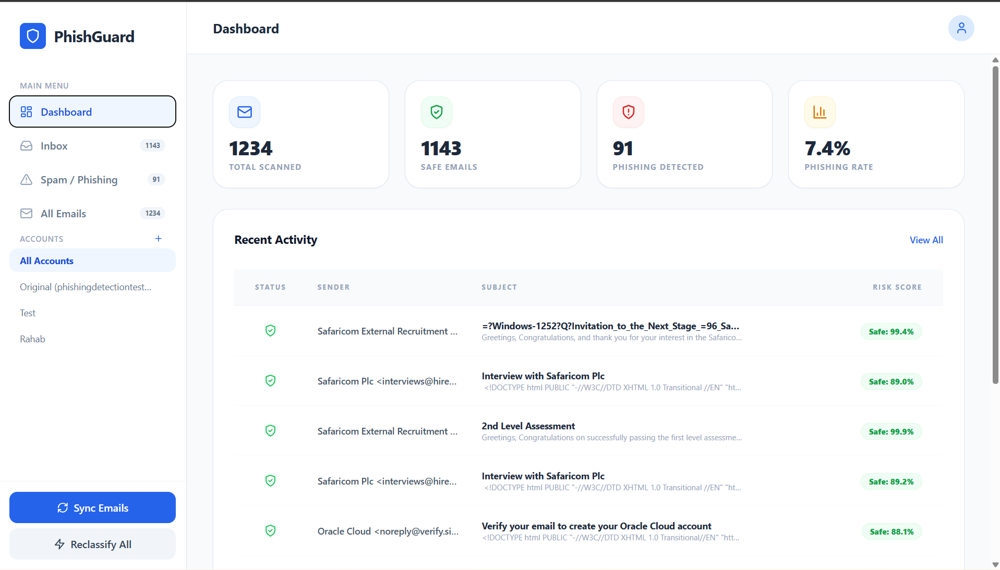 PhishGuard
Dashboard
MAIN MENU
Dashboard
Inbox 1143
Spam / Phishing 91
All Emails 1234
ACCOUNTS +
All Accounts
Original (phishingdetectiontest...
Test
Rahab
Sync Emails
Reclassify All
1234
TOTAL SCANNED
1143
SAFE EMAILS
91
PHISHING DETECTED
7.4%
PHISHING RATE
Recent Activity View All
STATUS SENDER SUBJECT RISK SCORE
Safaricom External Recruitment ...
=?Windows-1252?Q?Invitation_to_the_Next_Stage_=96_Sa...
Greetings, Congratulations, and thank you for your interest in the Safarico...
Safe: 99.4%
Safaricom Plc <interviews@hire...
Interview with Safaricom Plc
<!DOCTYPE html PUBLIC "-//W3C//DTD XHTML 1.0 Transitional //EN" "ht...
Safe: 89.0%
Safaricom External Recruitment ...
2nd Level Assessment
Greetings, Congratulations on successfully passing the first level assessme...
Safe: 99.9%
Safaricom Plc <interviews@hire...
Interview with Safaricom Plc
<!DOCTYPE html PUBLIC "-//W3C//DTD XHTML 1.0 Transitional //EN" "ht...
Safe: 89.2%
Oracle Cloud <noreply@verify.si...
Verify your email to create your Oracle Cloud account
<!DOCTYPE html PUBLIC "-//W3C//DTD XHTML 1.0 Transitional//EN" "htt...
Safe: 88.1%